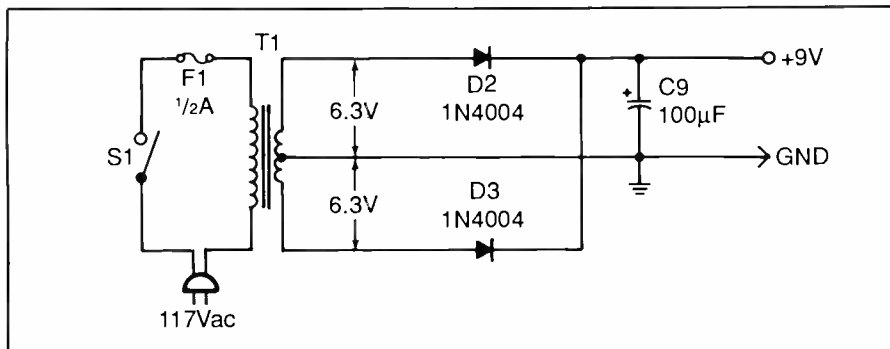 T1
F1
1/2A
S1
117Vac
6.3V
6.3V
D2
1N4004
D3
1N4004
+9V
+
C9
100µF
GND